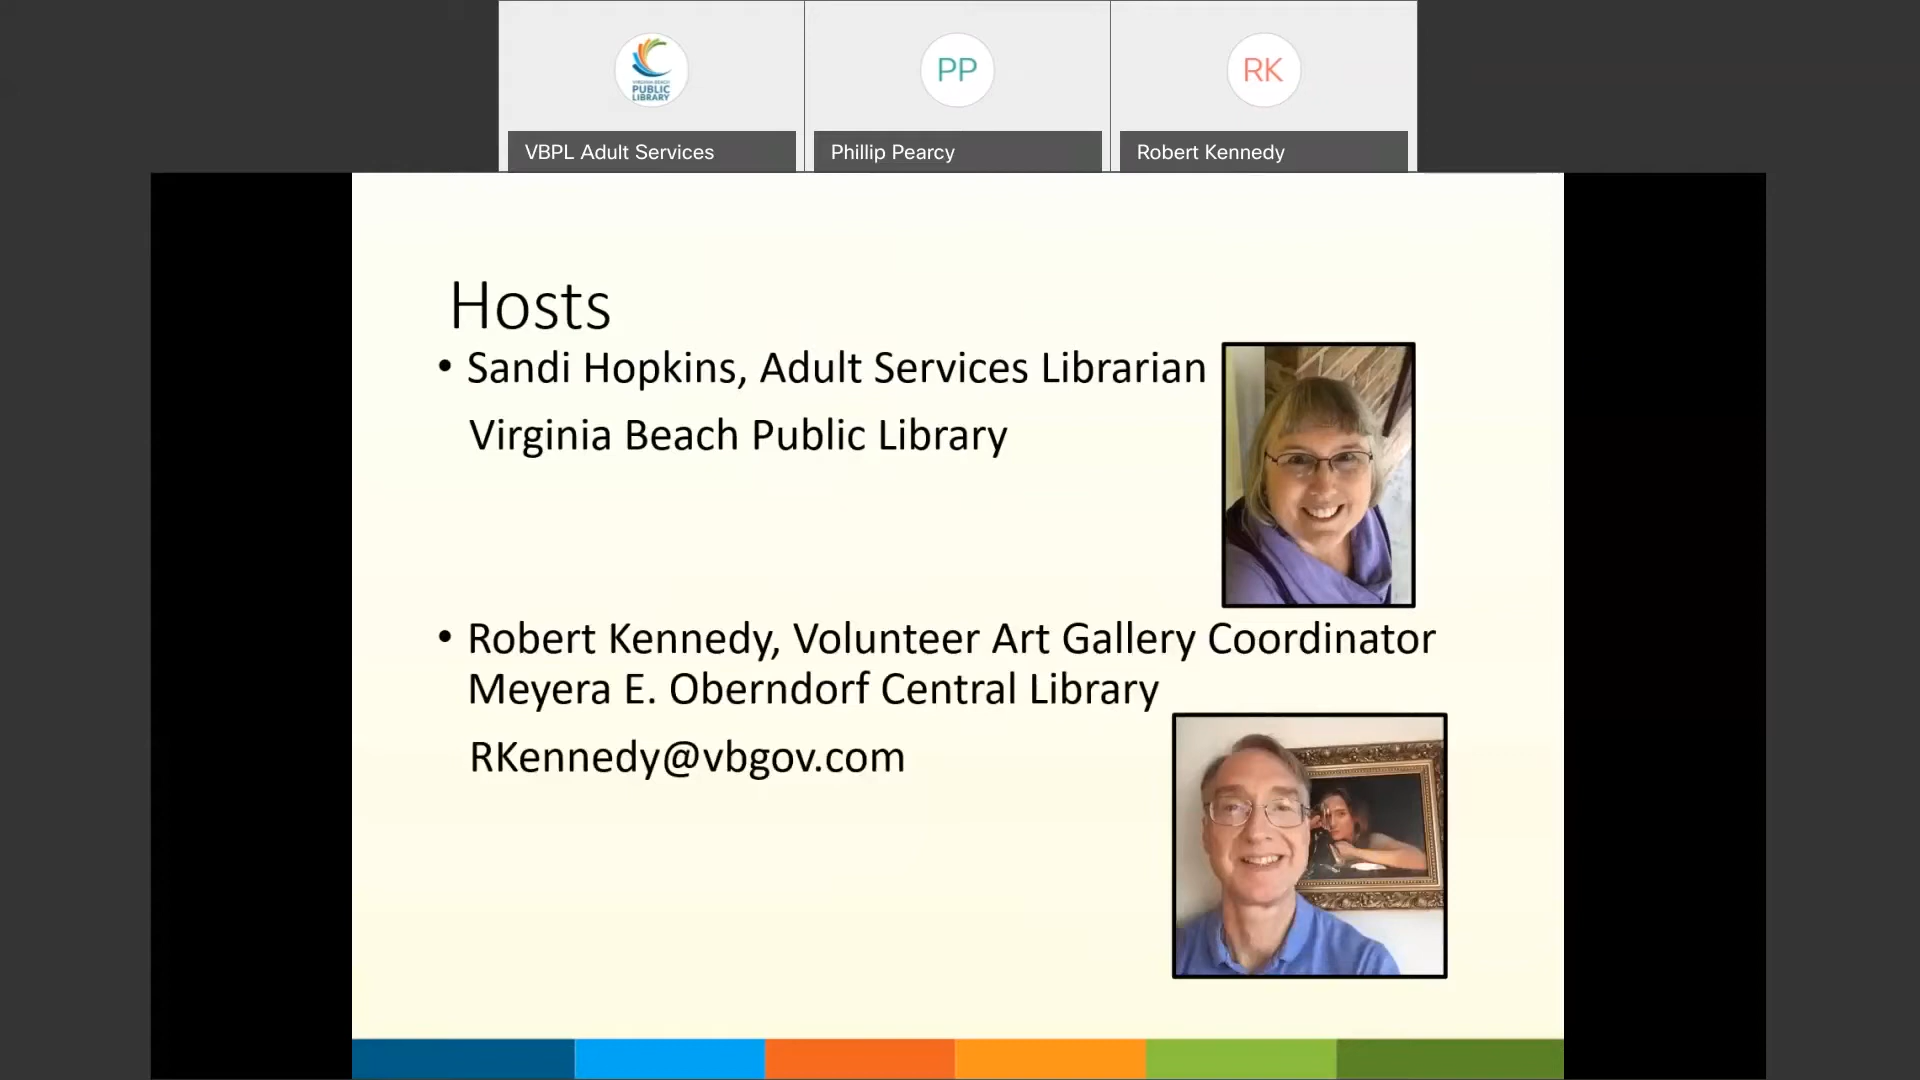 VIRGINIA BEACH
PUBLIC
LIBRARY
PP
RK
VBPL Adult Services
Phillip Pearcy
Robert Kennedy
Hosts
• Sandi Hopkins, Adult Services Librarian
Virginia Beach Public Library
• Robert Kennedy, Volunteer Art Gallery Coordinator
Meyera E. Oberndorf Central Library
RKennedy@vbgov.com